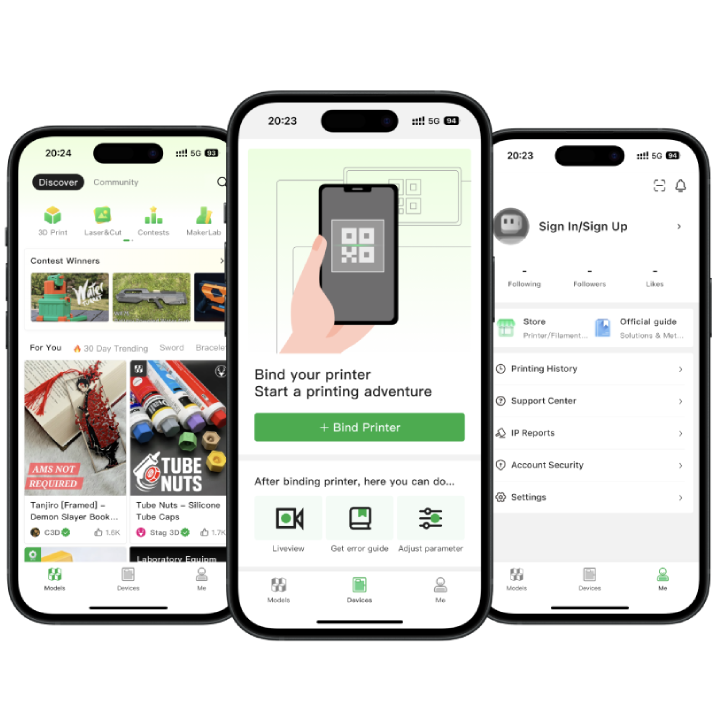 20:24
5G 93
Discover
Community
3D Print
Laser&Cut
Contests
MakerLab
Contest Winners
Water
For You
30 Day Trending
Sword
Bracele
AMS NOT
REQUIRED
TUBE
NUTS
Tanjiro [Framed] –
Demon Slayer Book...
C3D
1.6K
Tube Nuts – Silicone
Tube Caps
Stag 3D
1.7K
Laboratory Equipm
Models
Devices
Me
20:23
5G 94
Bind your printer
Start a printing adventure
+ Bind Printer
After binding printer, here you can do...
Liveview
Get error guide
Adjust parameter
Models
Devices
Me
20:23
5G 94
Sign In/Sign Up
-
Following
-
Followers
-
Likes
Store
Printer/Filament...
Official guide
Solutions & Met...
Printing History
Support Center
IP Reports
Account Security
Settings
Models
Devices
Me